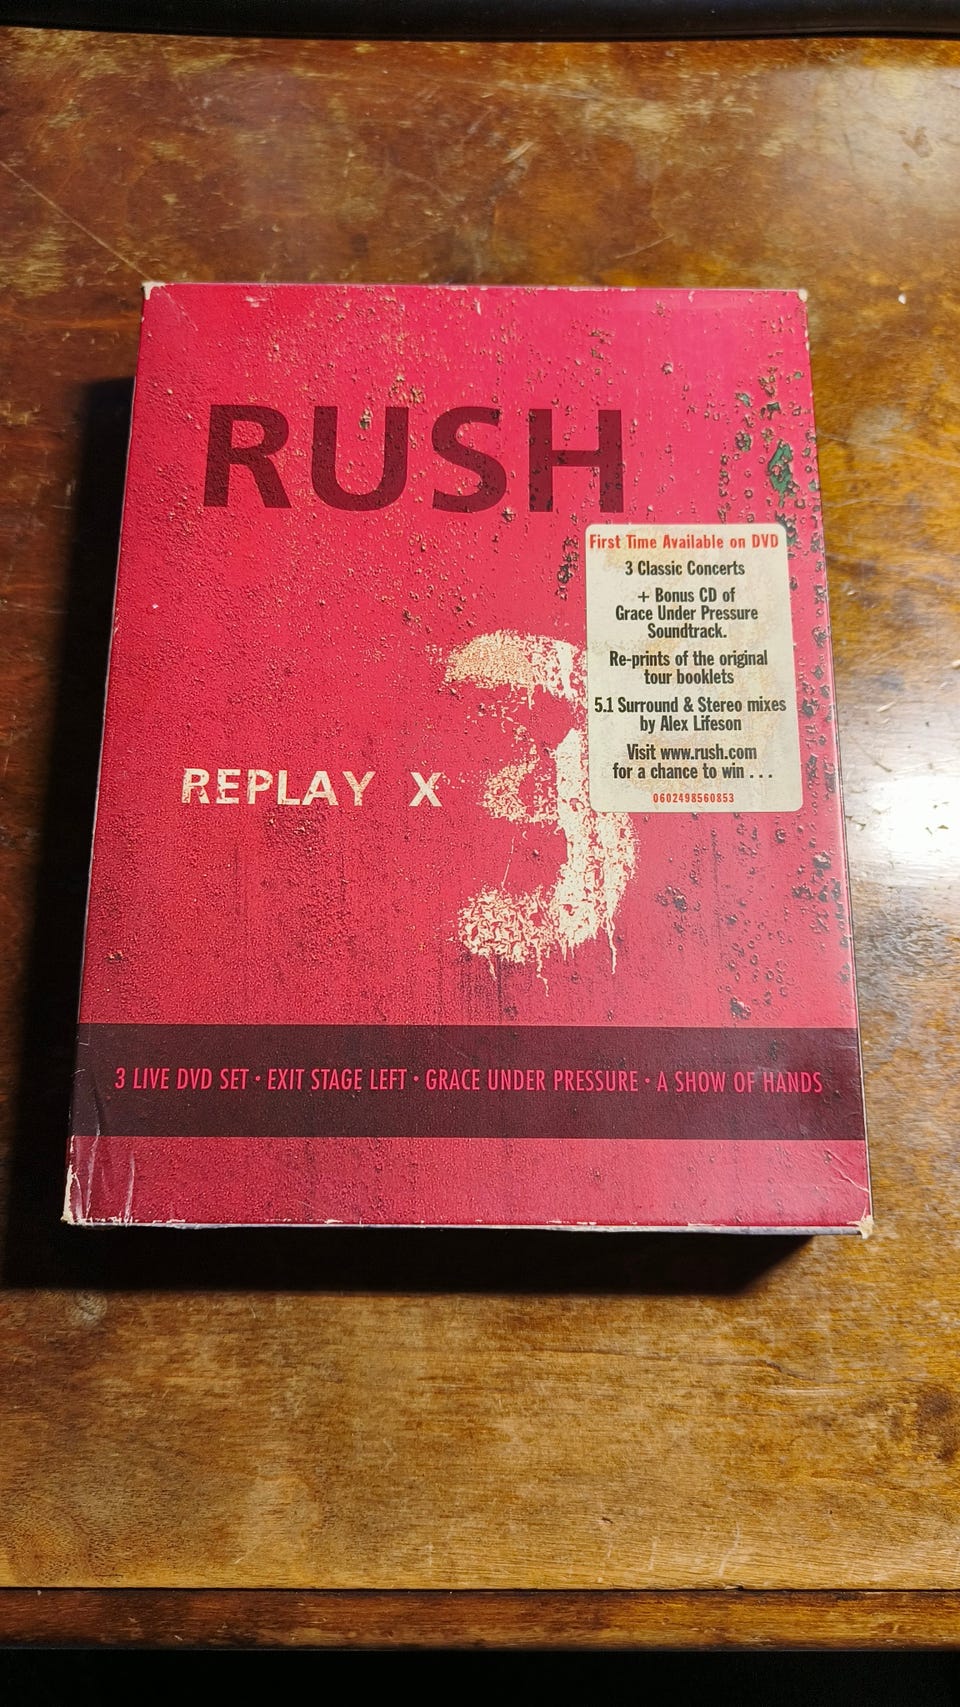 RUSH
First Time Available on DVD
3 Classic Concerts
+ Bonus CD of
Grace Under Pressure
Soundtrack.
Re-prints of the original
tour booklets
5.1 Surround & Stereo mixes
by Alex Lifeson
Visit www.rush.com
for a chance to win . . .
0602498560853
REPLAY X 3
3 LIVE DVD SET · EXIT STAGE LEFT · GRACE UNDER PRESSURE · A SHOW OF HANDS